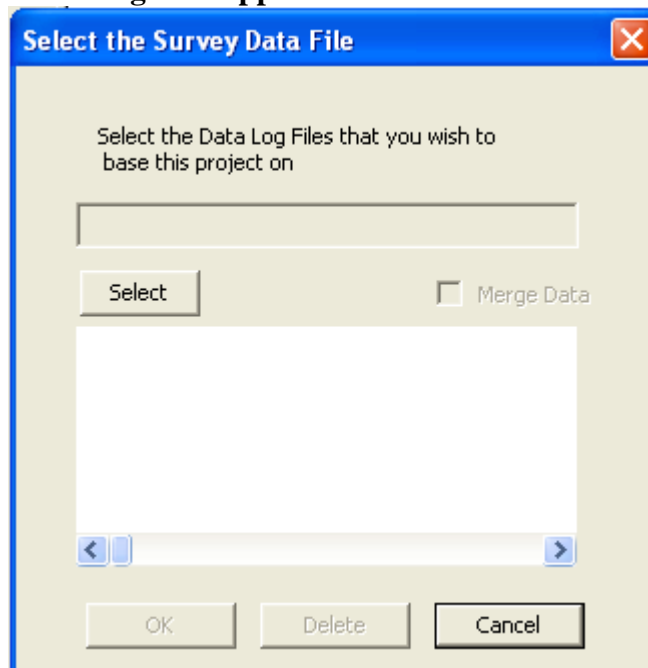 Select the Survey Data File
Select the Data Log Files that you wish to
base this project on
Select
Merge Data
OK
Delete
Cancel